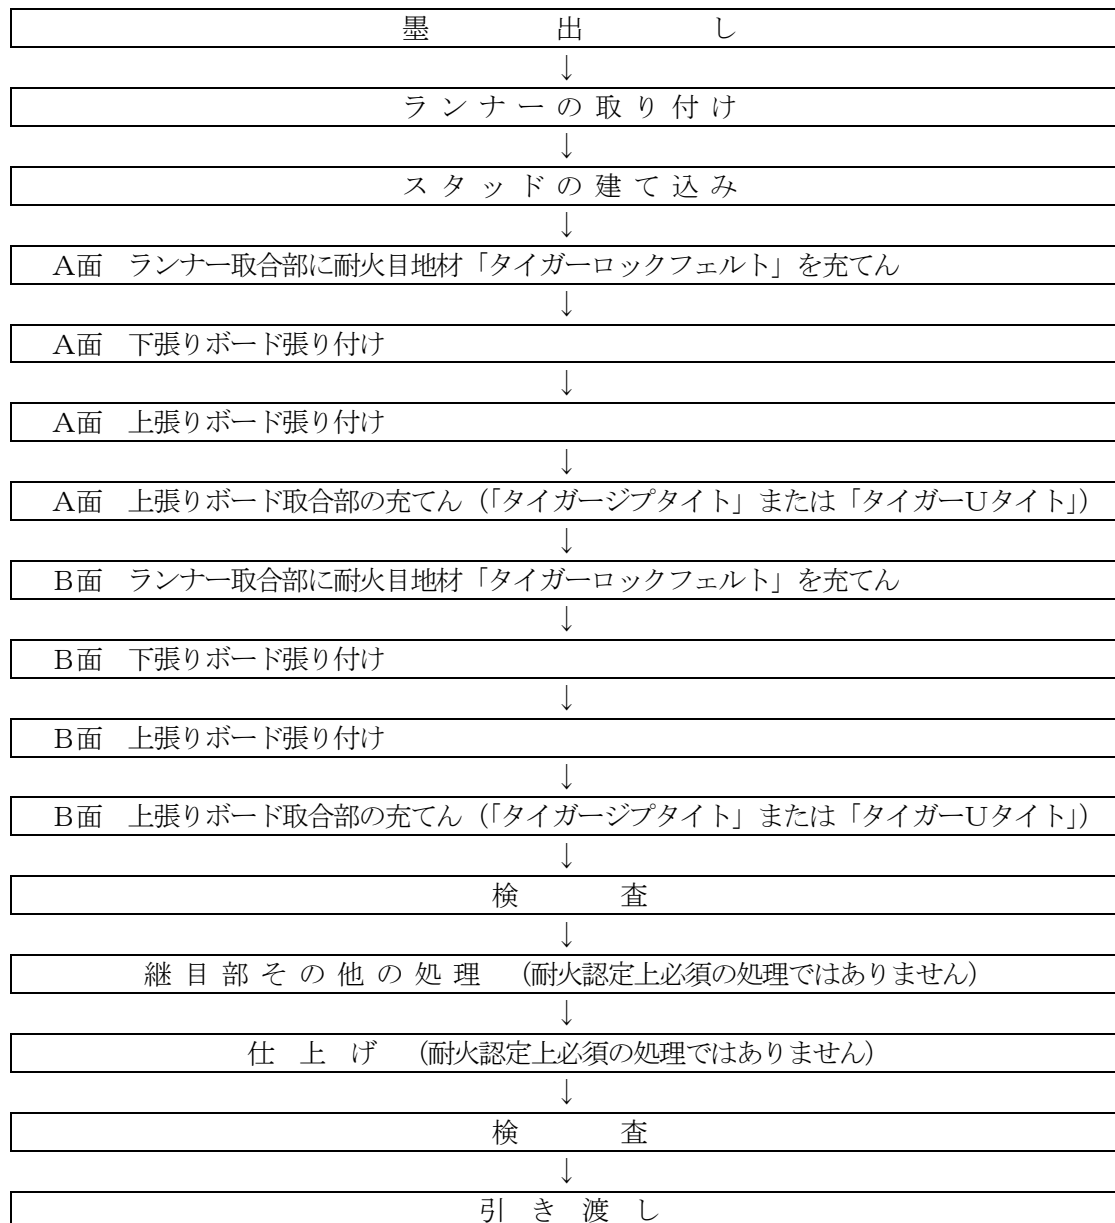 墨出し
↓
ランナーの取り付け
↓
スタッドの建て込み
↓
A面 ランナー取合部に耐火目地材「タイガーロックフェルト」を充てん
↓
A面 下張りボード張り付け
↓
A面 上張りボード張り付け
↓
A面 上張りボード取合部の充てん(「タイガージプタイト」または「タイガーUタイト」)
↓
B面 ランナー取合部に耐火目地材「タイガーロックフェルト」を充てん
↓
B面 下張りボード張り付け
↓
B面 上張りボード張り付け
↓
B面 上張りボード取合部の充てん(「タイガージプタイト」または「タイガーUタイト」)
↓
検査
↓
継目部その他の処理 (耐火認定上必須の処理ではありません)
↓
仕上げ (耐火認定上必須の処理ではありません)
↓
検査
↓
引き渡し